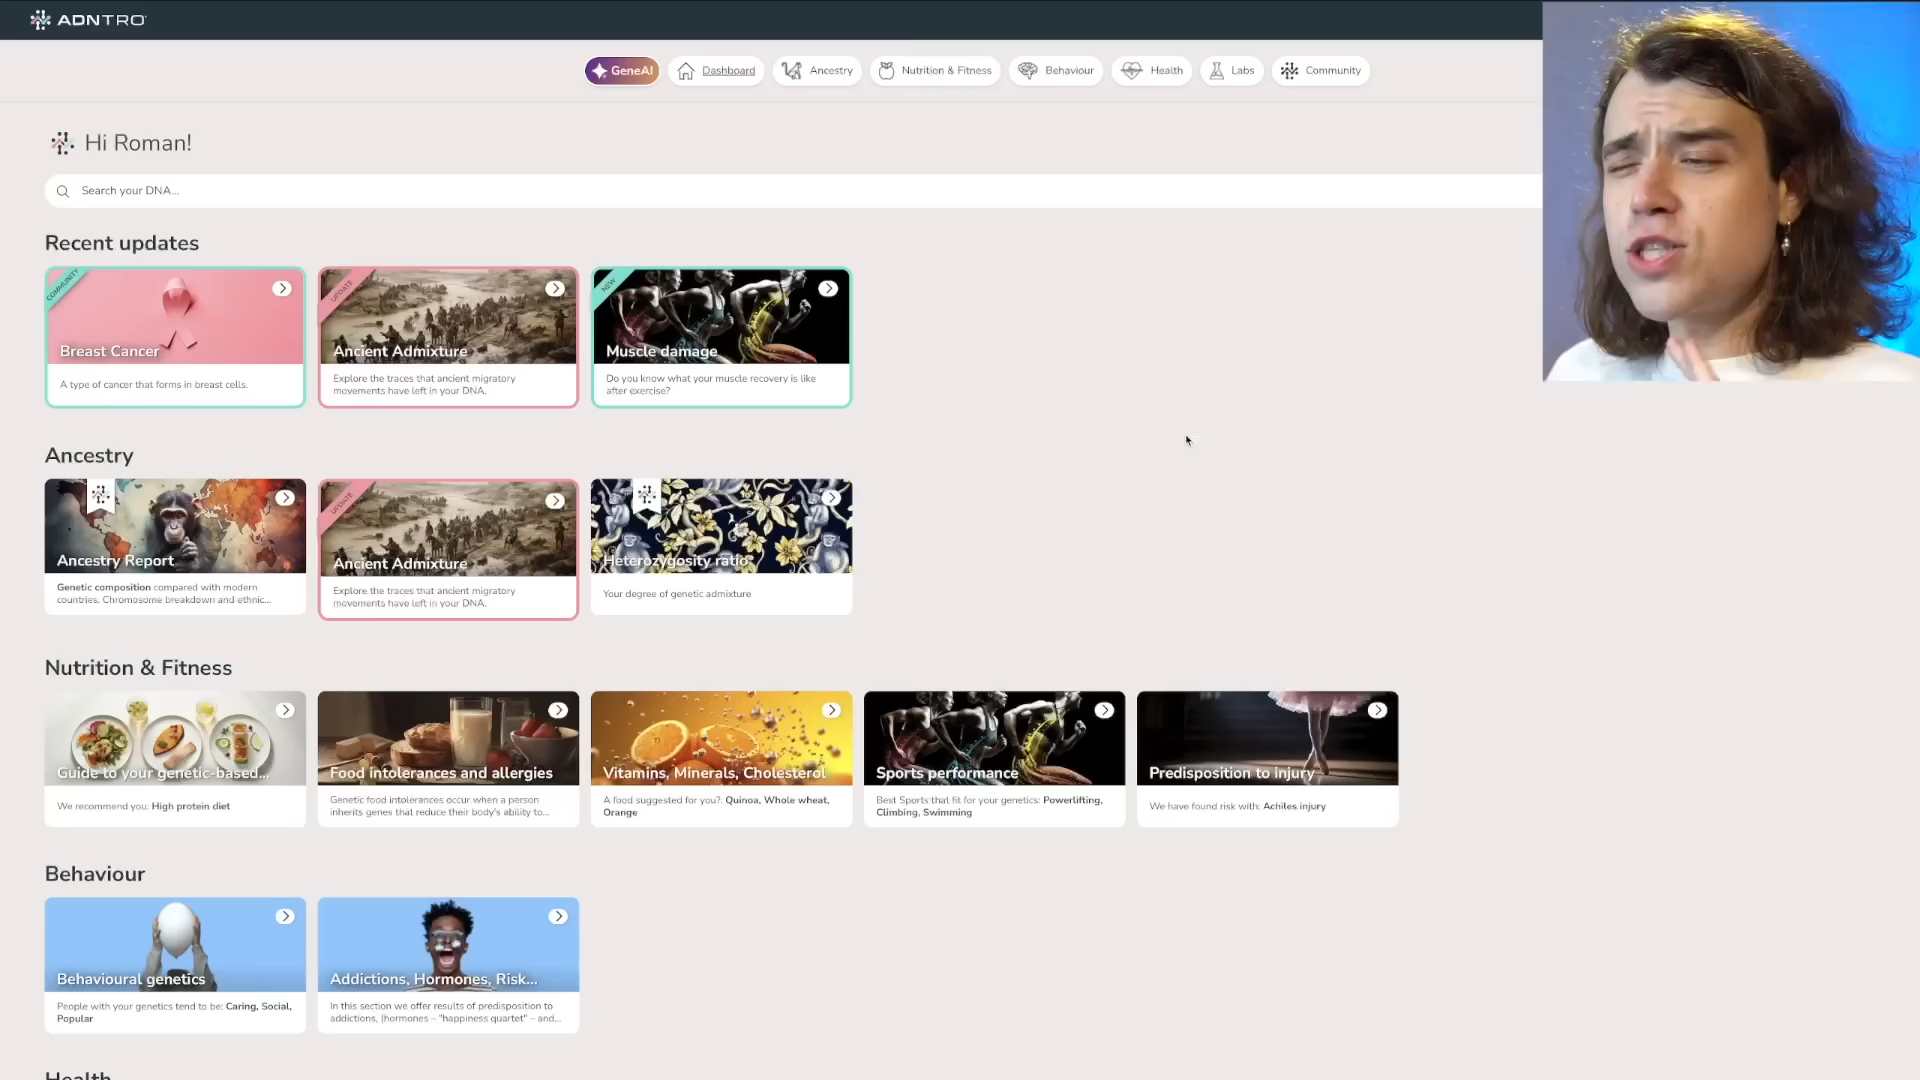 ADNTRO
GeneAI
Dashboard
Ancestry
Nutrition & Fitness
Behaviour
Health
Labs
Community
Hi Roman!
Search your DNA...
Recent updates
COMMUNITY
Breast Cancer
A type of cancer that forms in breast cells.
UPDATE
Ancient Admixture
Explore the traces that ancient migratory
movements have left in your DNA.
NEW
Muscle damage
Do you know what your muscle recovery is like
after exercise?
Ancestry
Ancestry Report
Genetic composition compared with modern
countries. Chromosome breakdown and ethnic...
UPDATE
Ancient Admixture
Explore the traces that ancient migratory
movements have left in your DNA.
Heterozygosity ratio
Your degree of genetic admixture
Nutrition & Fitness
Guide to your genetic-based...
We recommend you: High protein diet
Food intolerances and allergies
Genetic food intolerances occur when a person
inherits genes that reduce their body's ability to...
Vitamins, Minerals, Cholesterol
A food suggested for you?: Quinoa, Whole wheat,
Orange
Sports performance
Best Sports that fit for your genetics: Powerlifting,
Climbing, Swimming
Predisposition to injury
We have found risk with: Achiles injury
Behaviour
Behavioural genetics
People with your genetics tend to be: Caring, Social,
Popular
Addictions, Hormones, Risk...
In this section we offer results of predisposition to
addictions, (hormones – "happiness quartet" – and...
Health